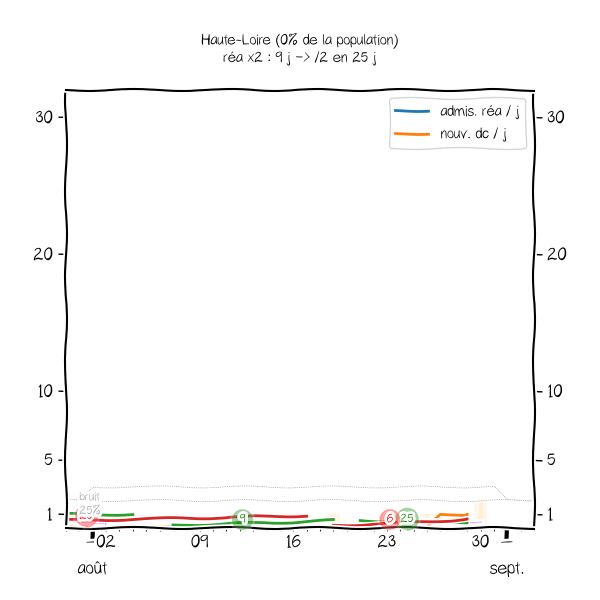 Haute-Loire (0% de la population)
réa x2 : 9 j -> /2 en 25 j
admis. réa / j
nouv. dc / j
30 30
20 20
10 10
5 5
bruit
25%
1 9 6 25 1
02 09 16 23 30
août sept.